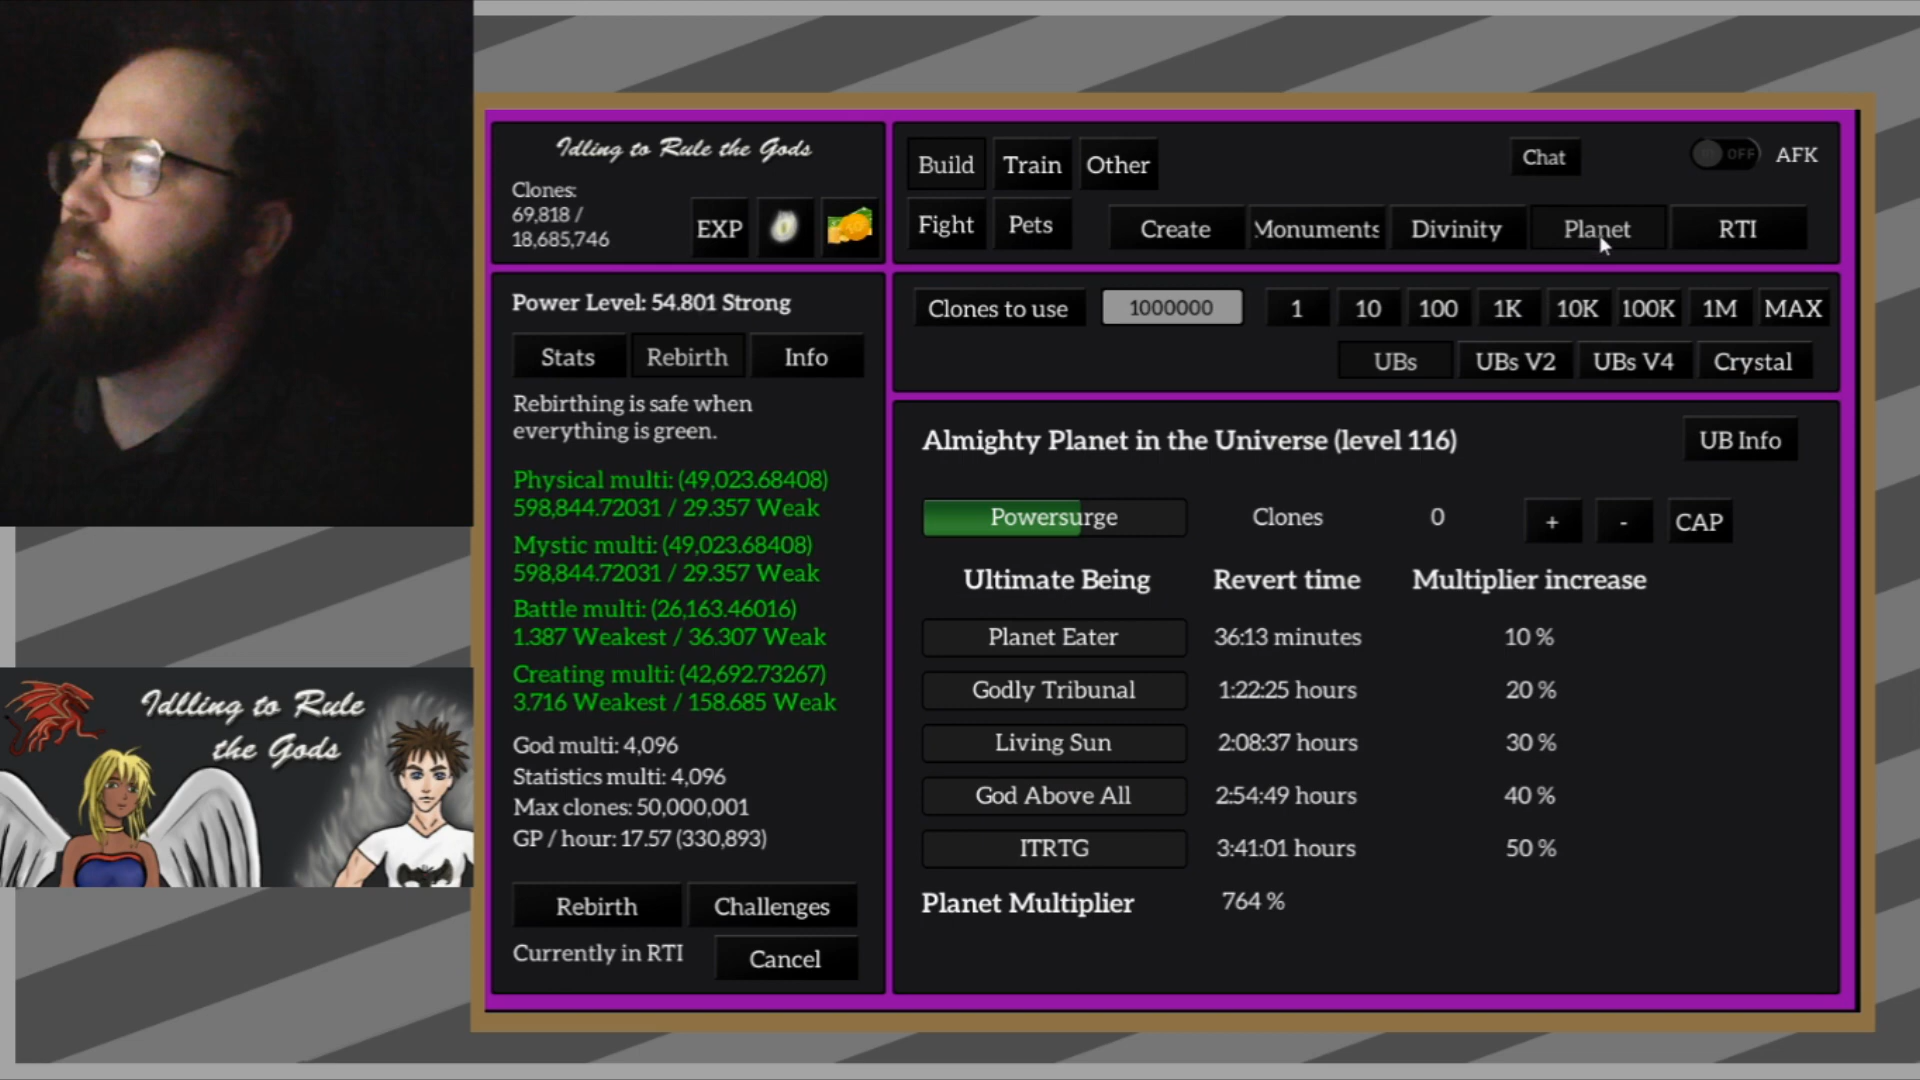 Idling to Rule the Gods
Clones:
69,818 /
18,685,746
EXP
Build
Train
Other
Chat
OFF
AFK
Fight
Pets
Create
Monuments
Divinity
Planet
RTI
Power Level: 54.801 Strong
Stats
Rebirth
Info
Rebirthing is safe when
everything is green.
Physical multi: (49,023.68408)
598,844.72031 / 29.357 Weak
Mystic multi: (49,023.68408)
598,844.72031 / 29.357 Weak
Battle multi: (26,163.46016)
1.387 Weakest / 36.307 Weak
Creating multi: (42,692.73267)
3.716 Weakest / 158.685 Weak
God multi: 4,096
Statistics multi: 4,096
Max clones: 50,000,001
GP / hour: 17.57 (330,893)
Rebirth
Challenges
Currently in RTI
Cancel
Clones to use
1000000
1
10
100
1K
10K
100K
1M
MAX
UBs
UBs V2
UBs V4
Crystal
Almighty Planet in the Universe (level 116)
UB Info
Powersurge
Clones
0
+
-
CAP
Ultimate Being
Revert time
Multiplier increase
Planet Eater
36:13 minutes
10 %
Godly Tribunal
1:22:25 hours
20 %
Living Sun
2:08:37 hours
30 %
God Above All
2:54:49 hours
40 %
ITRTG
3:41:01 hours
50 %
Planet Multiplier
764 %
Idlling to Rule
the Gods